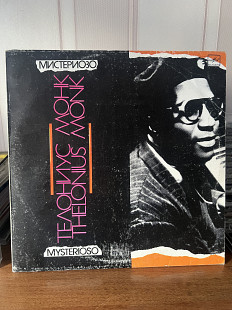 МИСТЕРИОЗО
ТЕЛОНИУС МОНК
THELONIUS MONK
MYSTERIOSO